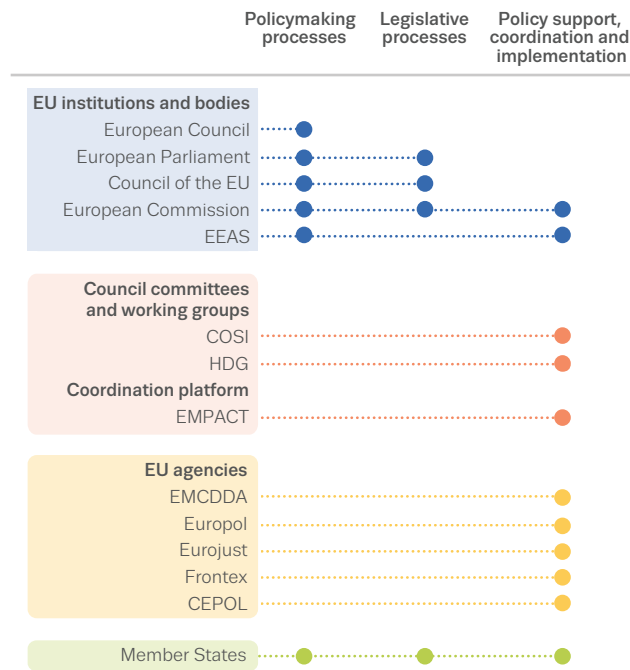 Policymaking processes
Legislative processes
Policy support, coordination and implementation
EU institutions and bodies
European Council
European Parliament
Council of the EU
European Commission
EEAS
Council committees
and working groups
COSI
HDG
Coordination platform
EMPACT
EU agencies
EMCDDA
Europol
Eurojust
Frontex
CEPOL
Member States